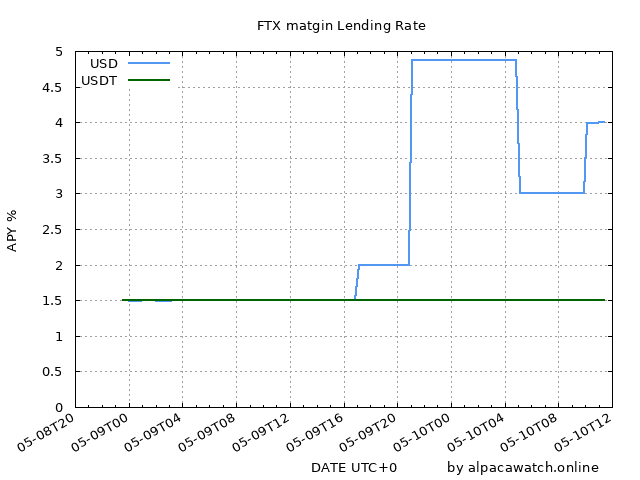 FTX matgin Lending Rate
USD
USDT
5
4.5
4
3.5
3
2.5
2
1.5
1
0.5
0
APY %
05-08T20
05-09T00
05-09T04
05-09T08
05-09T12
05-09T16
05-09T20
05-10T00
05-10T04
05-10T08
05-10T12
DATE UTC+0
by alpacawatch.online